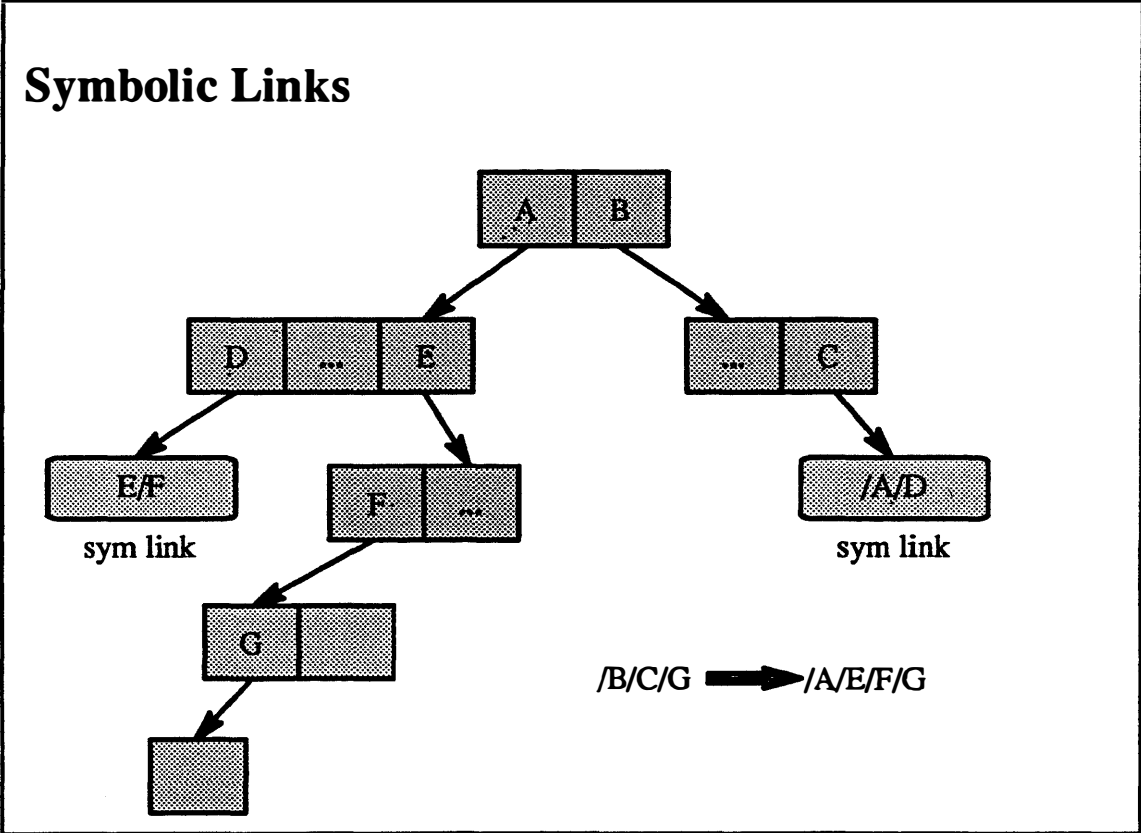 Symbolic Links
A B
D ... E ... C
E/F F ... /A/D
sym link sym link
G
/B/C/G /A/E/F/G